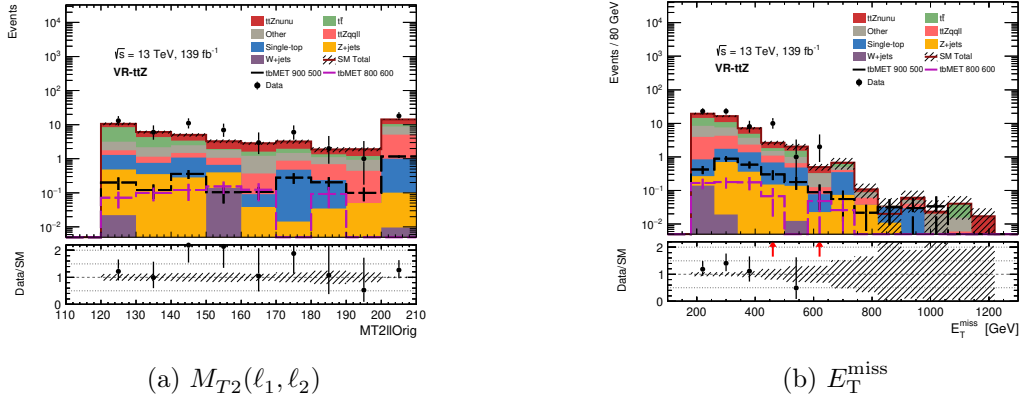 Events
10⁴
10³
10²
10
1
10⁻¹
10⁻²
√s = 13 TeV, 139 fb⁻¹
VR-ttZ
ttZnunu
tt̄
Other
ttZqqll
Single-top
Z+jets
W+jets
SM Total
tbMET 900 500
tbMET 800 600
Data
Data/SM
2
1
0
110 120 130 140 150 160 170 180 190 200 210
MT2llOrig
(a) M_{T2}(ℓ₁, ℓ₂)
Events / 80 GeV
10⁴
10³
10²
10
1
10⁻¹
10⁻²
√s = 13 TeV, 139 fb⁻¹
VR-ttZ
ttZnunu
tt̄
Other
ttZqqll
Single-top
Z+jets
W+jets
SM Total
tbMET 900 500
tbMET 800 600
Data
Data/SM
2
1
0
200 400 600 800 1000 1200
E_T^miss [GeV]
(b) E_T^miss